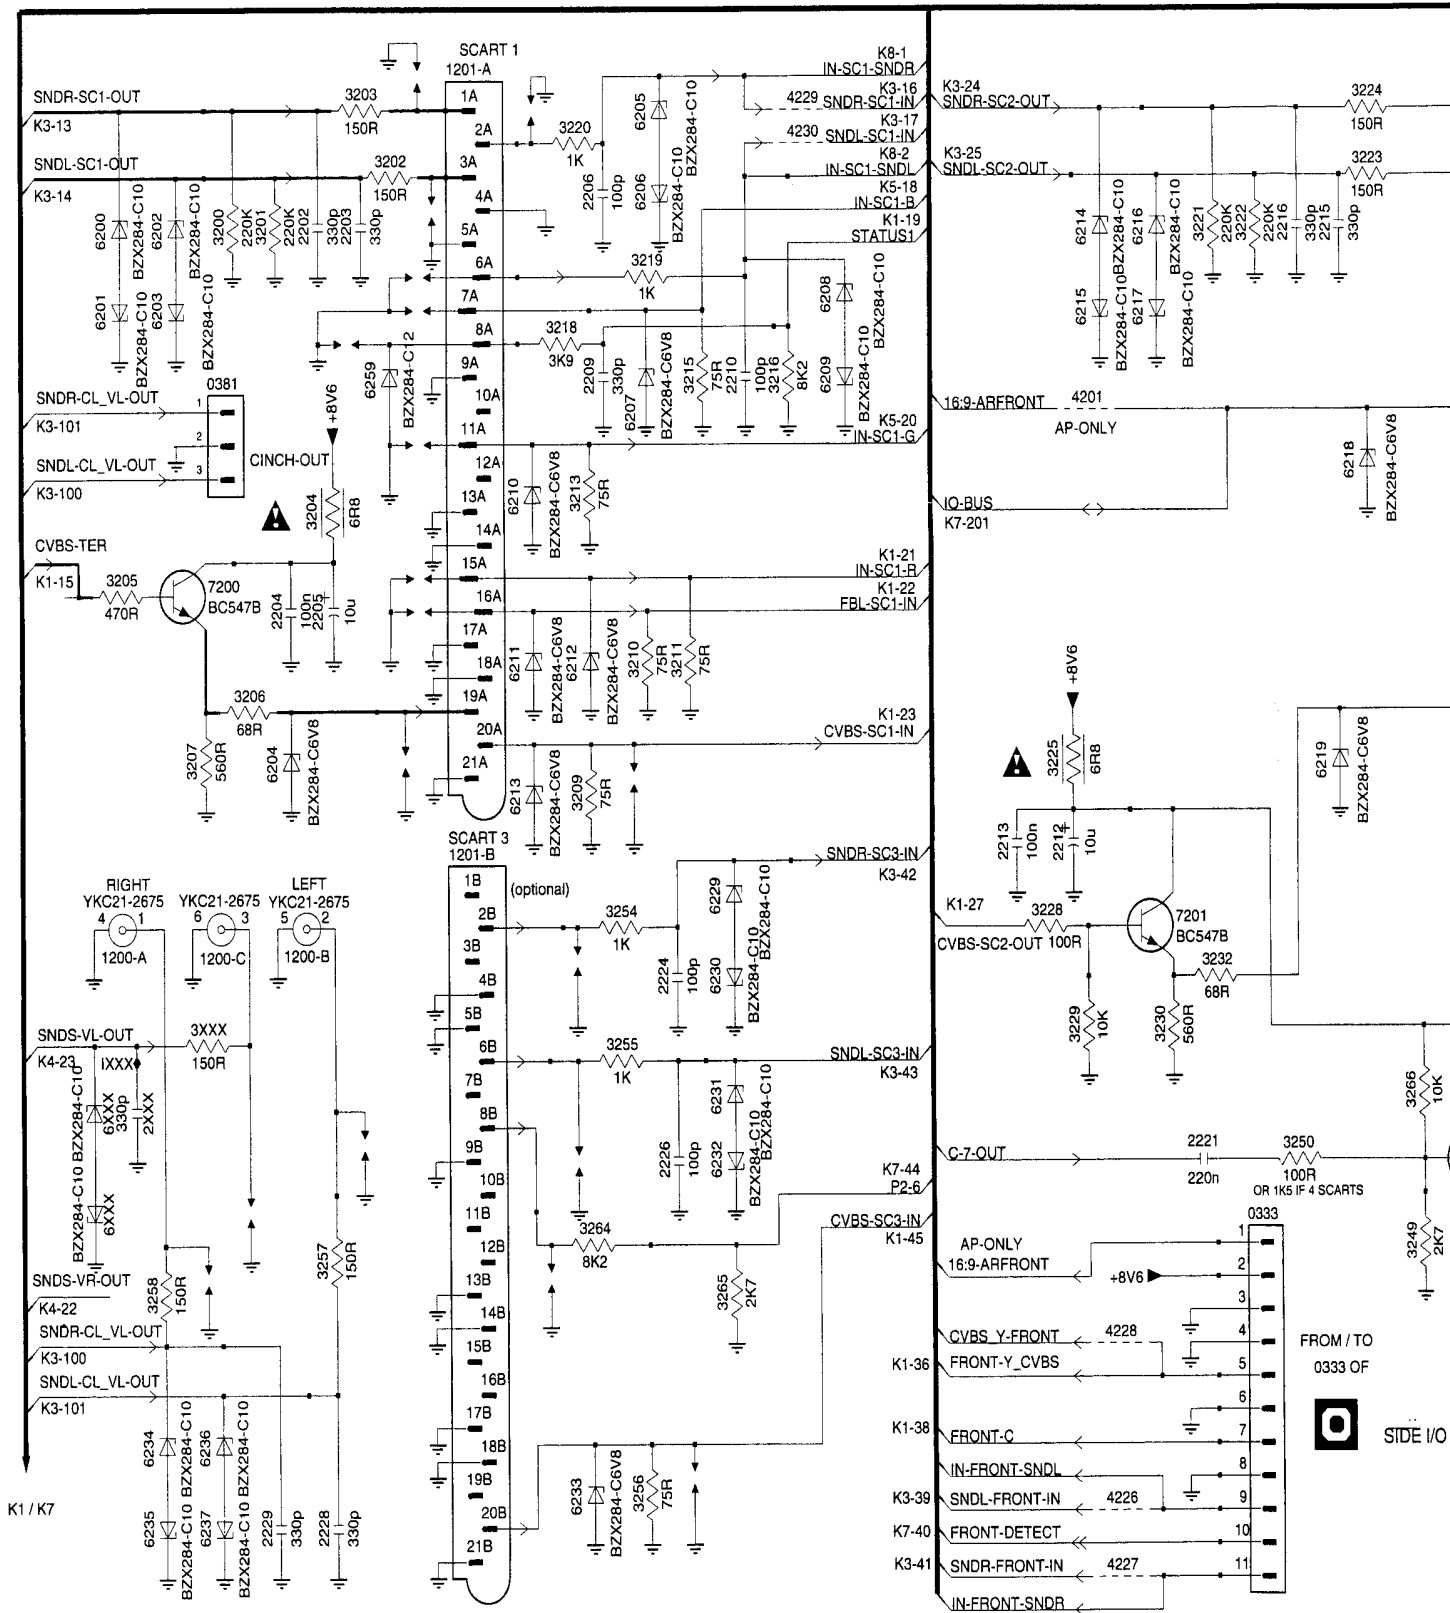 SCART 1
1201-A
SNDR-SC1-OUT
K3-13
3203
150R
SNDL-SC1-OUT
K3-14
3202
150R
6200
BZX284-C10
6202
BZX284-C10
3200
220K
3201
220K
2202
330p
2203
330p
6201
BZX284-C10
6203
BZX284-C10
1A
2A
3A
4A
5A
6A
7A
8A
9A
10A
11A
12A
13A
14A
15A
16A
17A
18A
19A
20A
21A
3220
1K
2206
100p
6205
BZX284-C10
6206
BZX284-C10
K8-1
IN-SC1-SNDR
K3-16
4229
SNDR-SC1-IN
K3-17
4230
SNDL-SC1-IN
K8-2
IN-SC1-SNDL
K5-18
IN-SC1-B
K1-19
STATUS1
3219
1K
3218
3K9
6259
BZX284-C12
2209
330p
6207
BZX284-C6V8
3215
75R
2210
100p
3216
8K2
6208
BZX284-C10
6209
BZX284-C10
K5-20
IN-SC1-G
SNDR-CL_VL-OUT
K3-101
SNDL-CL_VL-OUT
K3-100
0381
1
2
3
CINCH-OUT
+8V6
3204
6R8
6210
BZX284-C6V8
3213
75R
CVBS-TER
K1-15
3205
470R
7200
BC547B
2204
100n
2205
10u
K1-21
IN-SC1-R
K1-22
FBL-SC1-IN
6211
BZX284-C6V8
6212
BZX284-C6V8
3210
75R
3211
75R
3206
68R
3207
560R
6204
BZX284-C6V8
K1-23
CVBS-SC1-IN
6213
BZX284-C6V8
3209
75R
SCART 3
1201-B
(optional)
1B
2B
3B
4B
5B
6B
7B
8B
9B
10B
11B
12B
13B
14B
15B
16B
17B
18B
19B
20B
21B
SNDR-SC3-IN
K3-42
3254
1K
2224
100p
6229
BZX284-C10
6230
BZX284-C10
SNDL-SC3-IN
K3-43
3255
1K
2226
100p
6231
BZX284-C10
6232
BZX284-C10
K7-44
P2-6
CVBS-SC3-IN
K1-45
3264
8K2
3265
2K7
6233
BZX284-C6V8
3256
75R
RIGHT
YKC21-2675
4
1
1200-A
YKC21-2675
6
3
1200-C
LEFT
YKC21-2675
5
2
1200-B
SNDS-VL-OUT
K4-23
3XXX
150R
IXXX
BZX284-C10
6XXX
330p
2XXX
BZX284-C10
6XXX
SNDS-VR-OUT
K4-22
3258
150R
3257
150R
SNDR-CL_VL-OUT
K3-100
SNDL-CL_VL-OUT
K3-101
6234
BZX284-C10
6236
BZX284-C10
6235
BZX284-C10
6237
BZX284-C10
2229
330p
2228
330p
K1 / K7
K3-24
SNDR-SC2-OUT
3224
150R
K3-25
SNDL-SC2-OUT
3223
150R
6214
BZX284-C10
6216
BZX284-C10
3221
220K
3222
220K
2216
330p
2215
330p
6215
BZX284-C10
6217
BZX284-C10
16:9-ARFRONT
4201
AP-ONLY
6218
BZX284-C6V8
IO-BUS
K7-201
+8V6
3225
6R8
2213
100n
2212
10u
6219
BZX284-C6V8
K1-27
CVBS-SC2-OUT
3228
100R
7201
BC547B
3232
68R
3229
10K
3230
560R
3266
10K
C-7-OUT
2221
220n
3250
100R
OR 1K5 IF 4 SCARTS
3249
2K7
0333
AP-ONLY
16:9-ARFRONT
+8V6
1
2
3
4
5
6
7
8
9
10
11
CVBS_Y-FRONT
4228
K1-36
FRONT-Y_CVBS
K1-38
FRONT-C
IN-FRONT-SNDL
K3-39
SNDL-FRONT-IN
4226
K7-40
FRONT-DETECT
K3-41
SNDR-FRONT-IN
4227
IN-FRONT-SNDR
FROM / TO
0333 OF
O
SIDE I/O